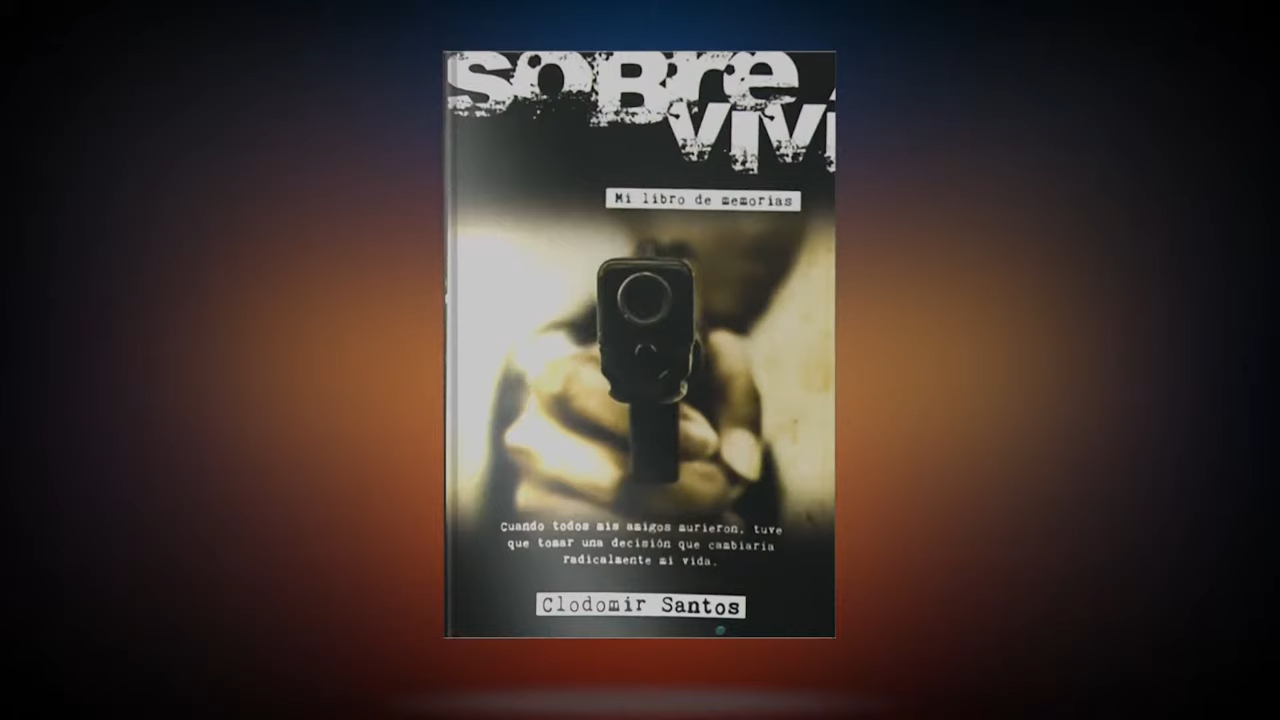 SOBRE
VIVI
Mi libro de memorias
Cuando todos mis amigos murieron, tuve
que tomar una decisión que cambiaría
radicalmente mi vida.
Clodomir Santos